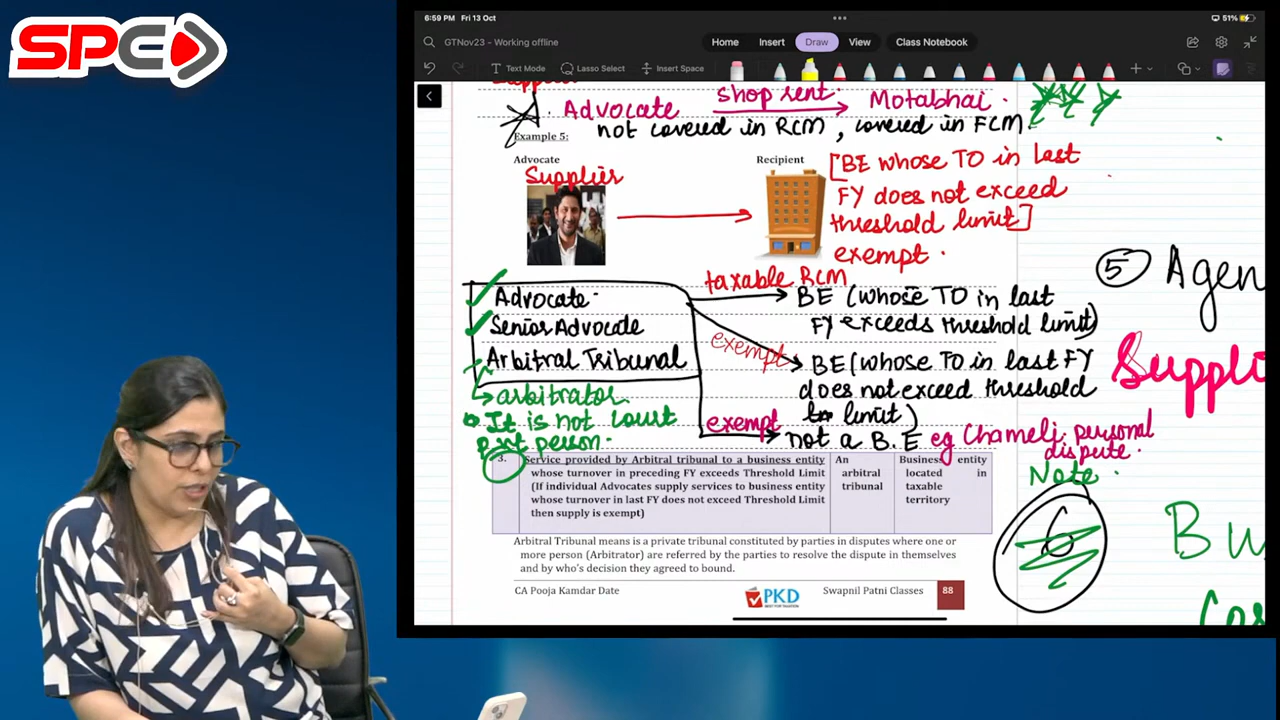 SPC
6:59 PM Fri 13 Oct
51%
GTNov23 - Working offline
Home Insert Draw View Class Notebook
Text Mode Lasso Select Insert Space
Advocate shop rent Motabhai
not covered in RCM, covered in FCM
Example 5:
Advocate Recipient
Supplier
[BE whose TO in last
FY does not exceed
threshold limit]
exempt
taxable RCM
Advocate
Senior Advocate
Arbitral Tribunal
arbitrator
It is not court
pvt person
BE (whose TO in last
FY exceeds threshold limit)
exempt
BE (whose TO in last FY
does not exceed threshold
limit)
exempt
not a B.E eg Chameli personal
dispute.
Note
3. Service provided by Arbitral tribunal to a business entity
whose turnover in preceding FY exceeds Threshold Limit
(If individual Advocates supply services to business entity
whose turnover in last FY does not exceed Threshold Limit
then supply is exempt)
An
arbitral
tribunal
Business entity
located in
taxable
territory
Arbitral Tribunal means is a private tribunal constituted by parties in disputes where one or
more person (Arbitrator) are referred by the parties to resolve the dispute in themselves
and by who's decision they agreed to bound.
CA Pooja Kamdar Date PKD Swapnil Patni Classes 88
5 Agen
Suppli
6
Bu